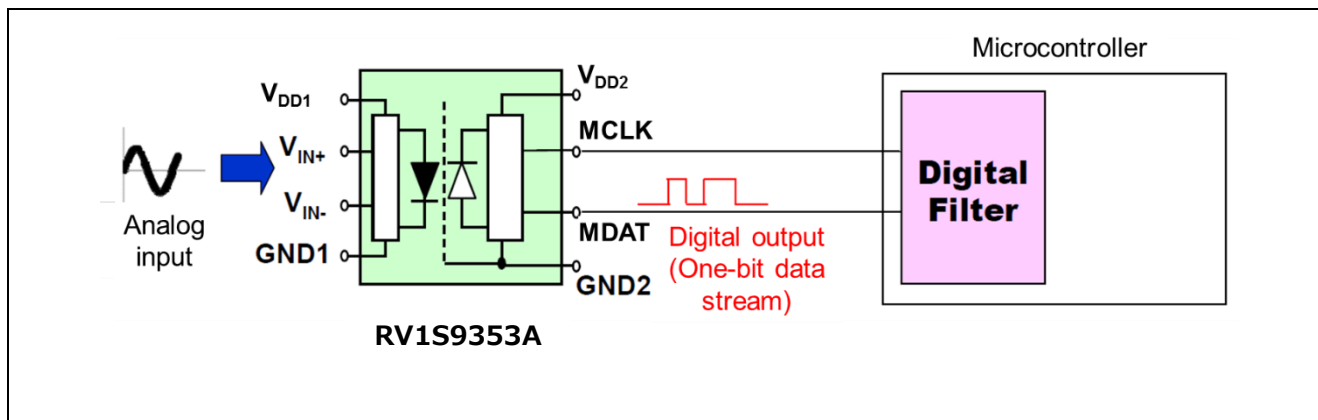 Microcontroller
VDD1
VIN+
VIN-
GND1
VDD2
MCLK
MDAT
GND2
Analog
input
Digital output
(One-bit data
stream)
Digital
Filter
RV1S9353A